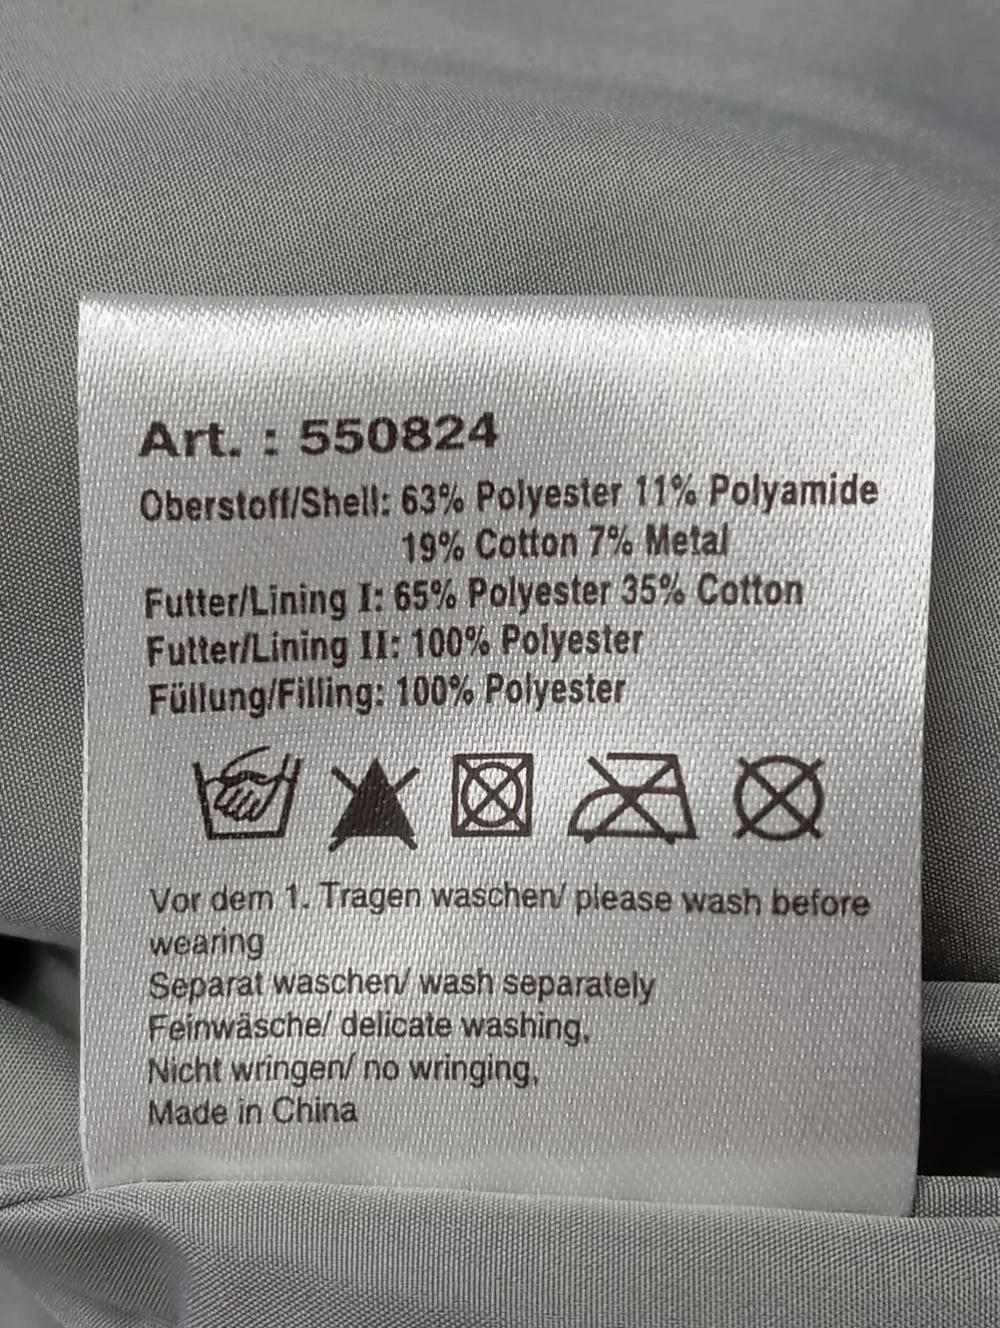 Art. : 550824
Oberstoff/Shell: 63% Polyester 11% Polyamide
19% Cotton 7% Metal
Futter/Lining I: 65% Polyester 35% Cotton
Futter/Lining II: 100% Polyester
Füllung/Filling: 100% Polyester
Vor dem 1. Tragen waschen/ please wash before
wearing
Separat waschen/ wash separately
Feinwäsche/ delicate washing,
Nicht wringen/ no wringing,
Made in China